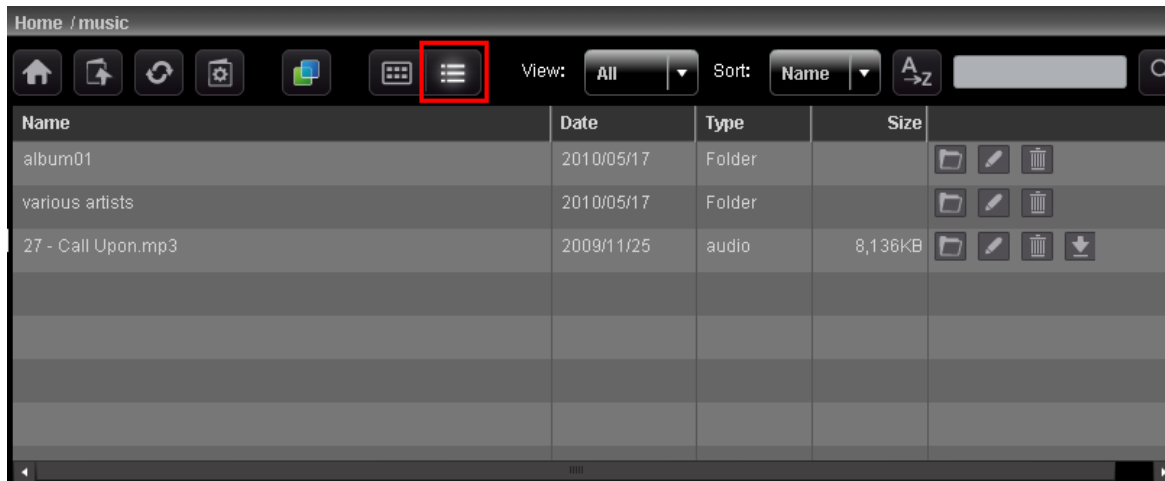 Home / music
View: All Sort: Name A→Z
Name Date Type Size
album01 2010/05/17 Folder
various artists 2010/05/17 Folder
27 - Call Upon.mp3 2009/11/25 audio 8,136KB